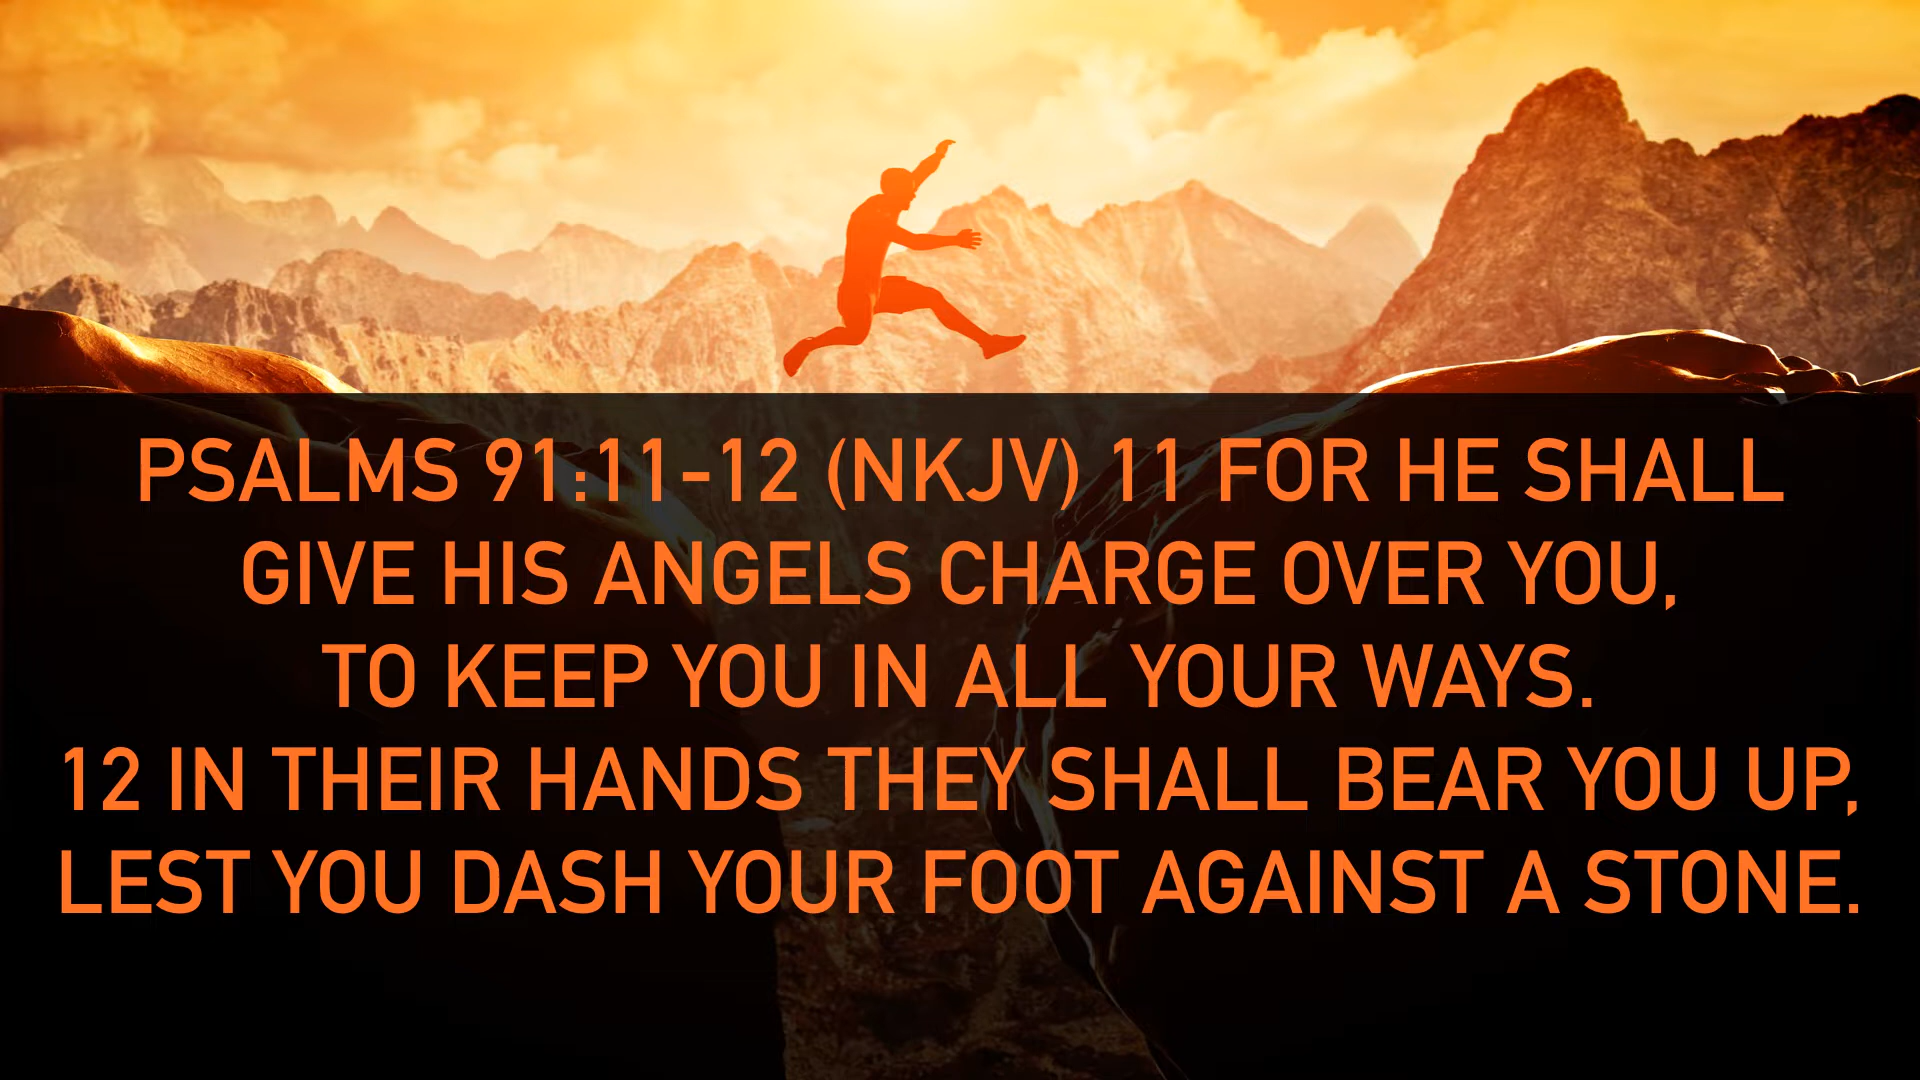 PSALMS 91:11-12 (NKJV) 11 FOR HE SHALL
GIVE HIS ANGELS CHARGE OVER YOU,
TO KEEP YOU IN ALL YOUR WAYS.
12 IN THEIR HANDS THEY SHALL BEAR YOU UP,
LEST YOU DASH YOUR FOOT AGAINST A STONE.